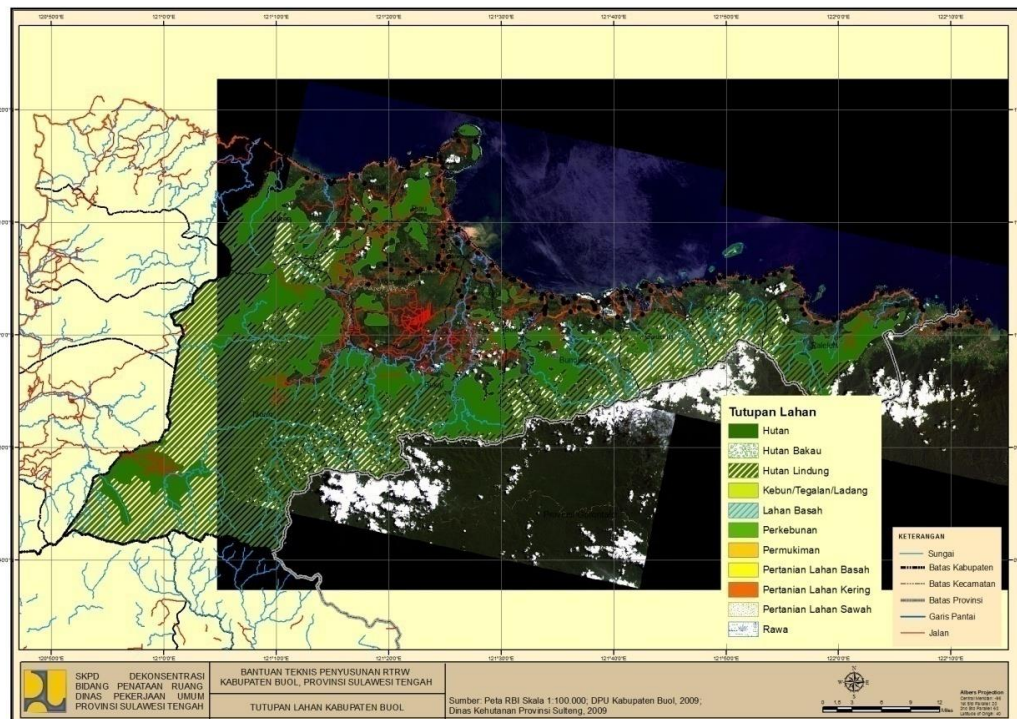 120°50'0"E 121°0'0"E 121°10'0"E 121°20'0"E 121°30'0"E 121°40'0"E 121°50'0"E 122°0'0"E 122°10'0"E
Tutupan Lahan
Hutan
Hutan Bakau
Hutan Lindung
Kebun/Tegalan/Ladang
Lahan Basah
Perkebunan
Permukiman
Pertanian Lahan Basah
Pertanian Lahan Kering
Pertanian Lahan Sawah
Rawa
KETERANGAN
Sungai
Batas Kabupaten
Batas Kecamatan
Batas Provinsi
Garis Pantai
Jalan
SKPD DEKONSENTRASI
BIDANG PENATAAN RUANG
DINAS PEKERJAAN UMUM
PROVINSI SULAWESI TENGAH
BANTUAN TEKNIS PENYUSUNAN RTRW
KABUPATEN BUOL, PROVINSI SULAWESI TENGAH
TUTUPAN LAHAN KABUPATEN BUOL
Sumber: Peta RBI Skala 1:100.000; DPU Kabupaten Buol, 2009;
Dinas Kehutanan Provinsi Sulteng, 2009
Albers Projection